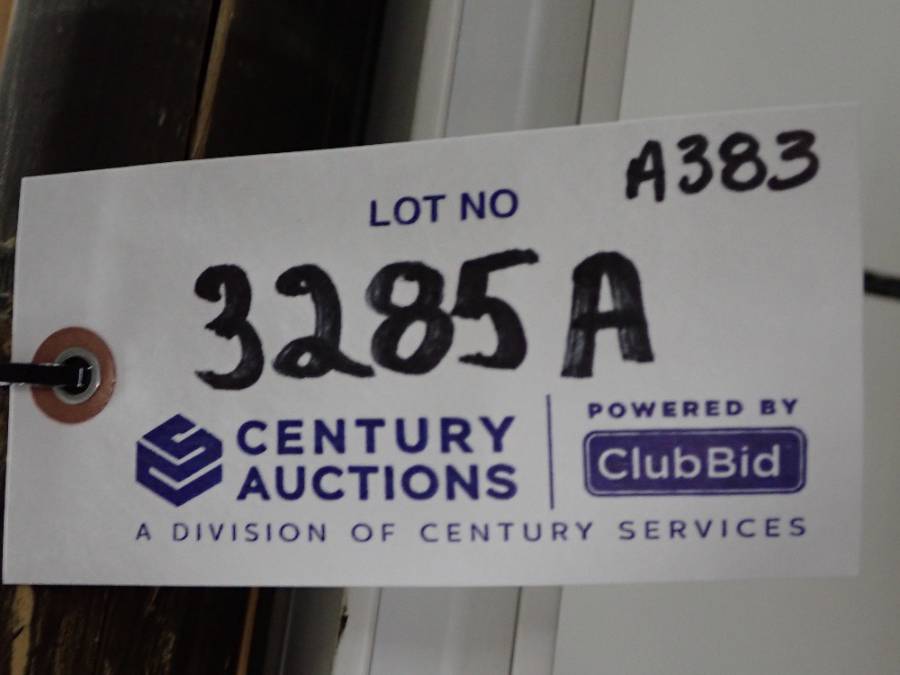 A383
LOT NO
3285A
CENTURY
AUCTIONS
POWERED BY
ClubBid
A DIVISION OF CENTURY SERVICES